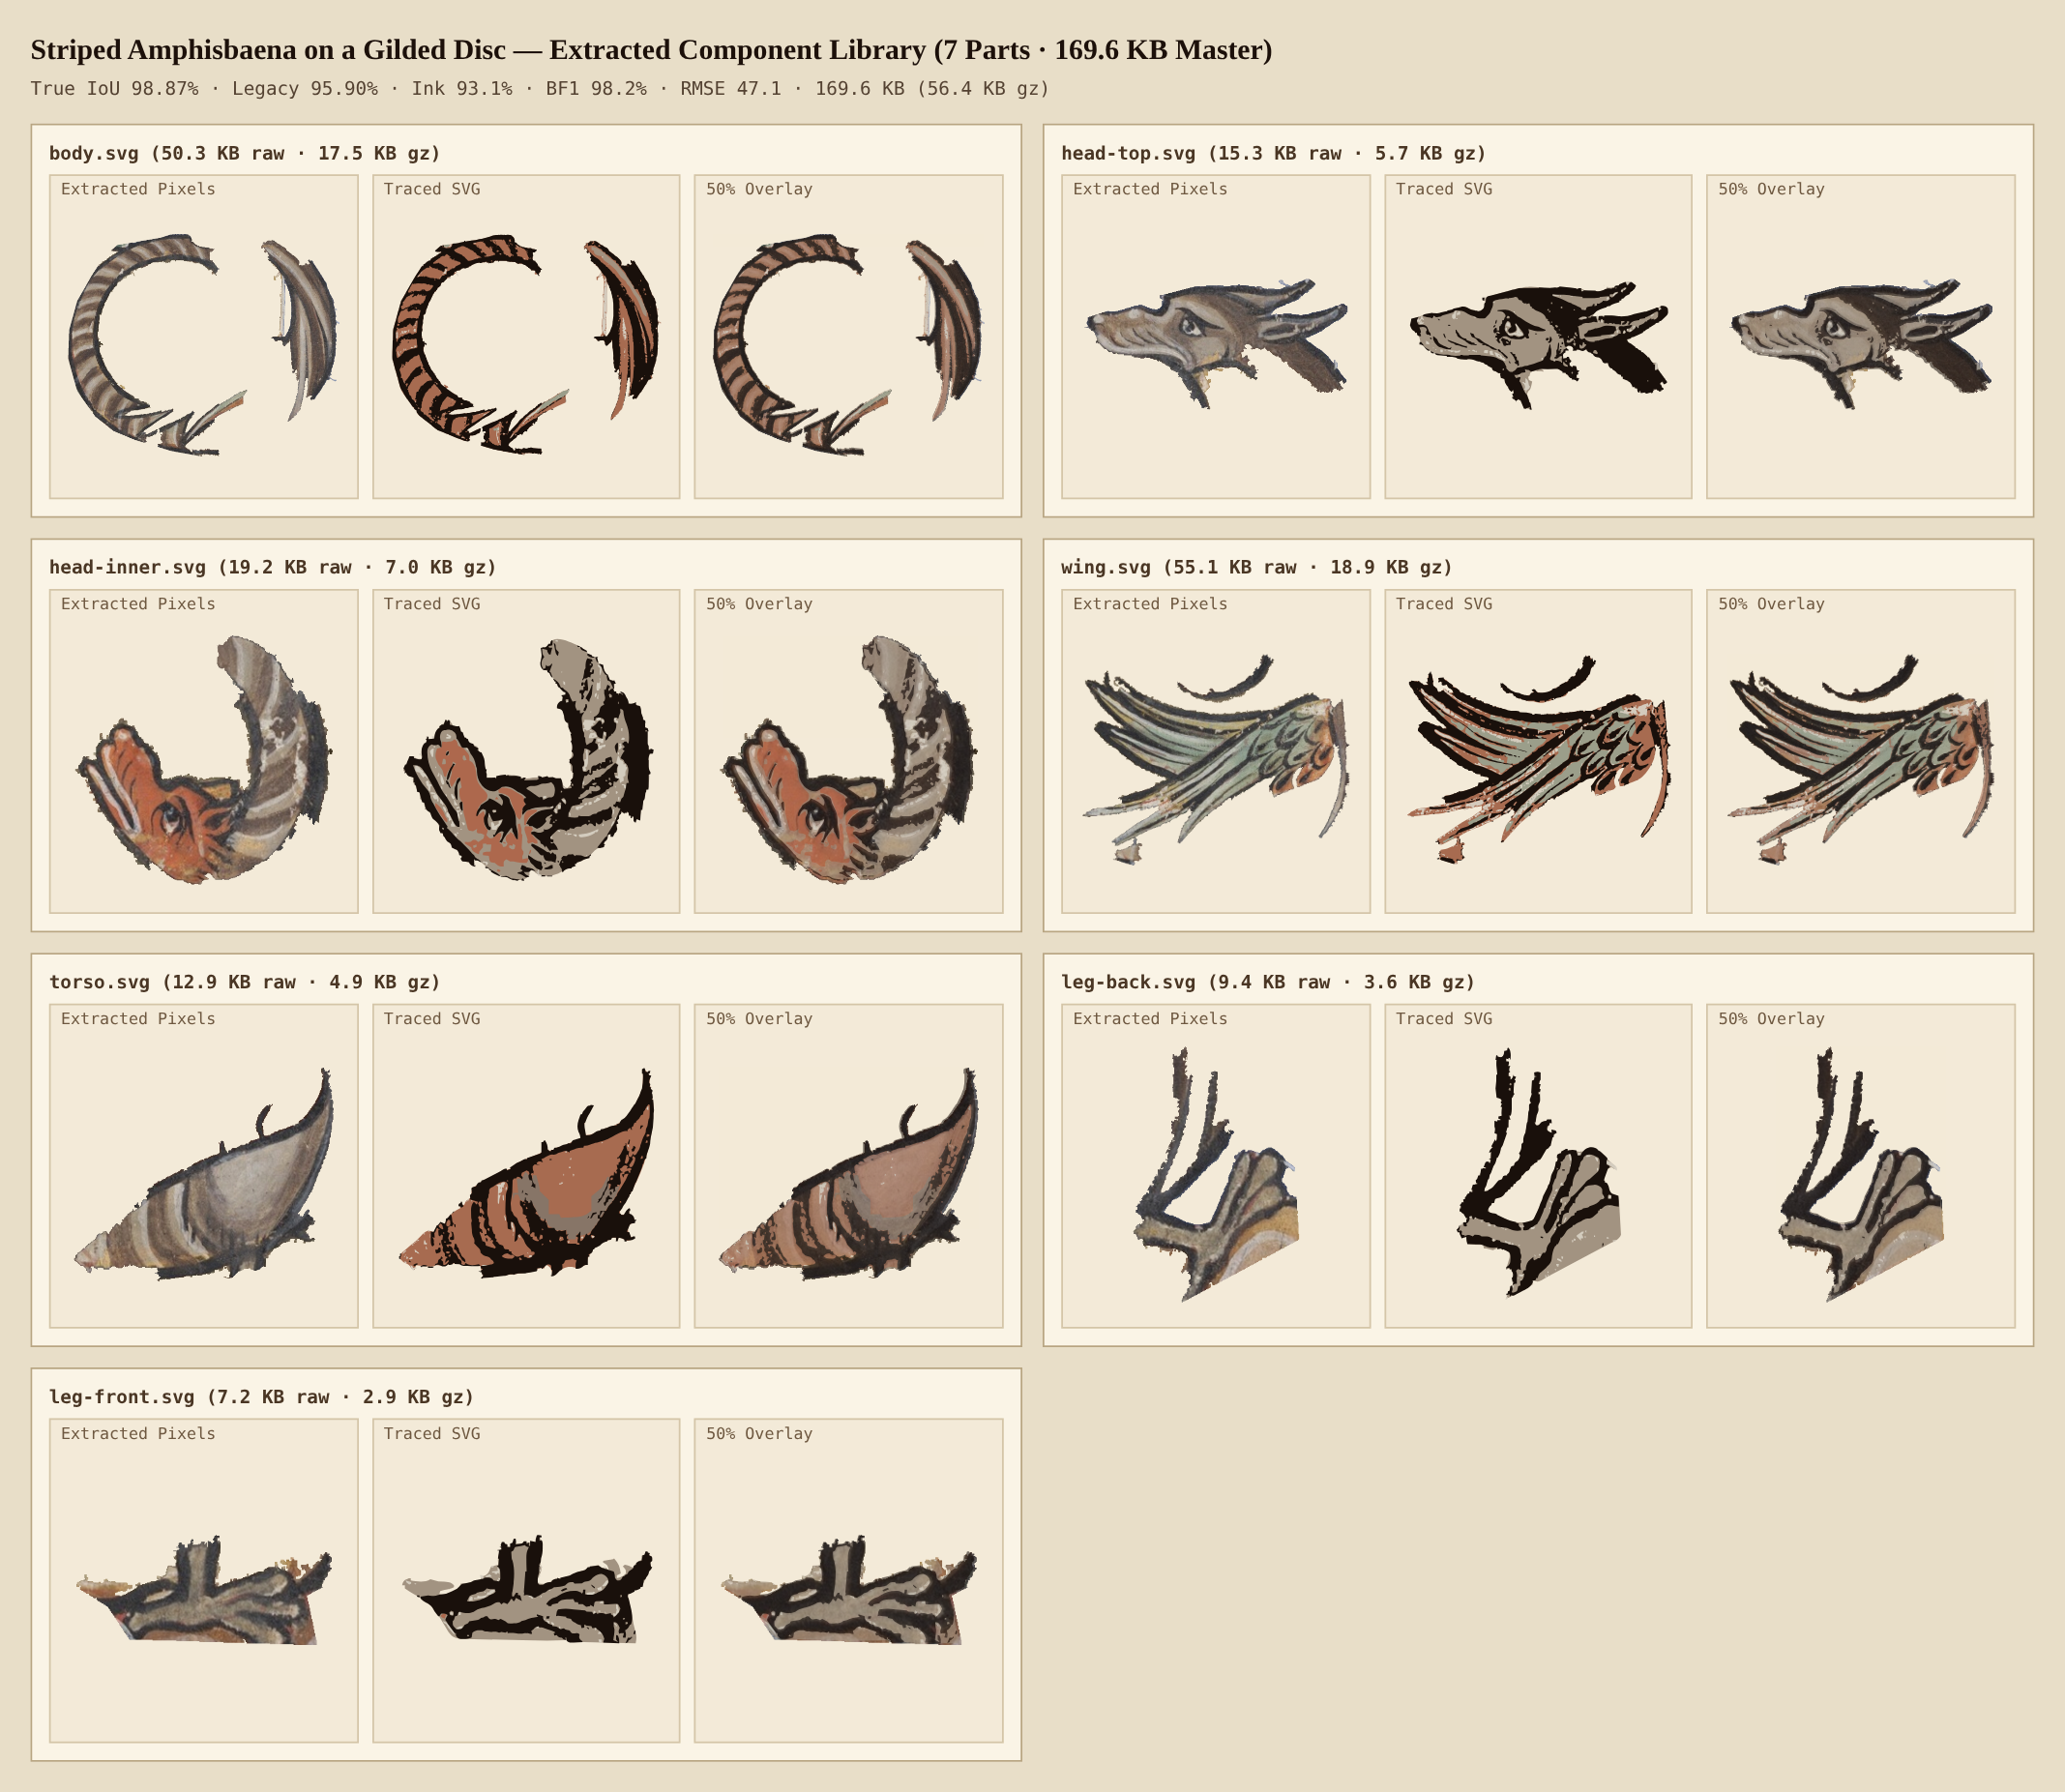 Striped Amphisbaena on a Gilded Disc — Extracted Component Library (7 Parts · 169.6 KB Master)
True IoU 98.87% · Legacy 95.90% · Ink 93.1% · BF1 98.2% · RMSE 47.1 · 169.6 KB (56.4 KB gz)
body.svg (50.3 KB raw · 17.5 KB gz)
Extracted Pixels
Traced SVG
50% Overlay
head-top.svg (15.3 KB raw · 5.7 KB gz)
Extracted Pixels
Traced SVG
50% Overlay
head-inner.svg (19.2 KB raw · 7.0 KB gz)
Extracted Pixels
Traced SVG
50% Overlay
wing.svg (55.1 KB raw · 18.9 KB gz)
Extracted Pixels
Traced SVG
50% Overlay
torso.svg (12.9 KB raw · 4.9 KB gz)
Extracted Pixels
Traced SVG
50% Overlay
leg-back.svg (9.4 KB raw · 3.6 KB gz)
Extracted Pixels
Traced SVG
50% Overlay
leg-front.svg (7.2 KB raw · 2.9 KB gz)
Extracted Pixels
Traced SVG
50% Overlay